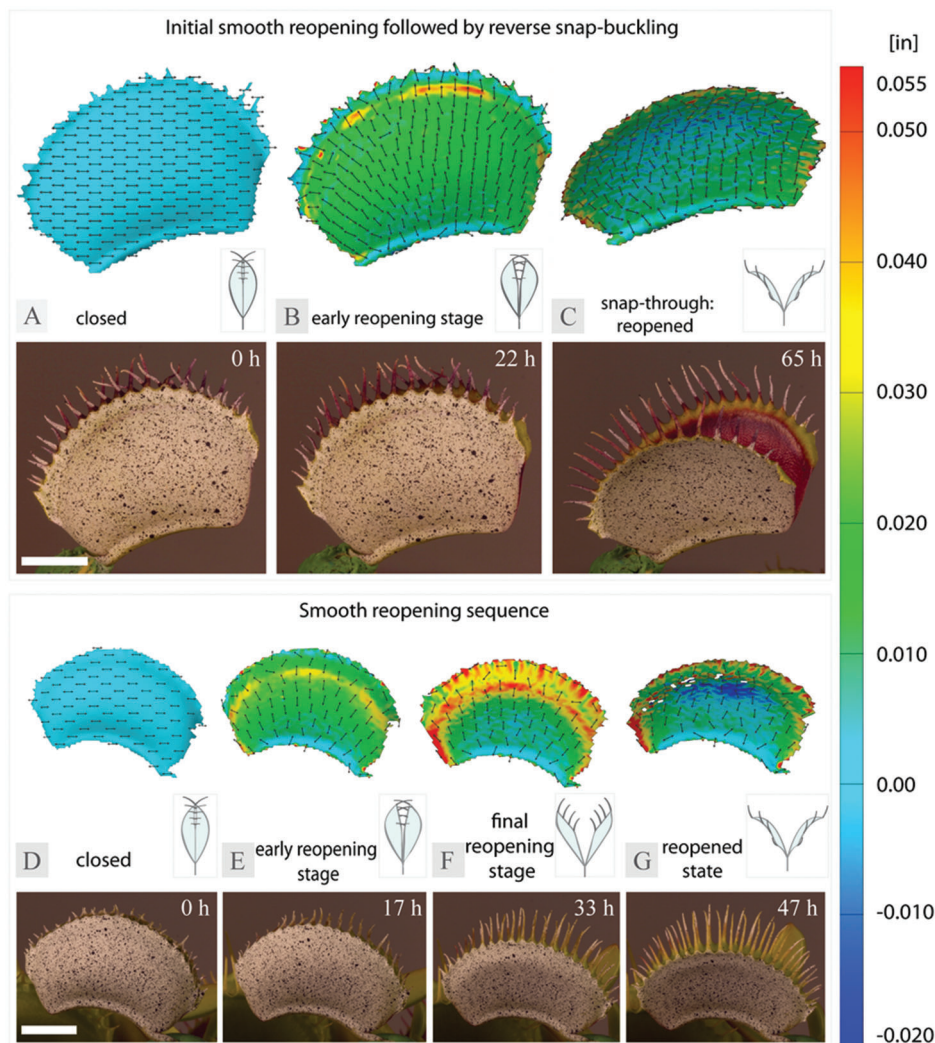 Initial smooth reopening followed by reverse snap-buckling
A closed
B early reopening stage
C snap-through:
reopened
0 h
22 h
65 h
Smooth reopening sequence
D closed
E early reopening
stage
F final
reopening
stage
G reopened
state
0 h
17 h
33 h
47 h
[in]
0.055
0.050
0.040
0.030
0.020
0.010
0.00
-0.010
-0.020